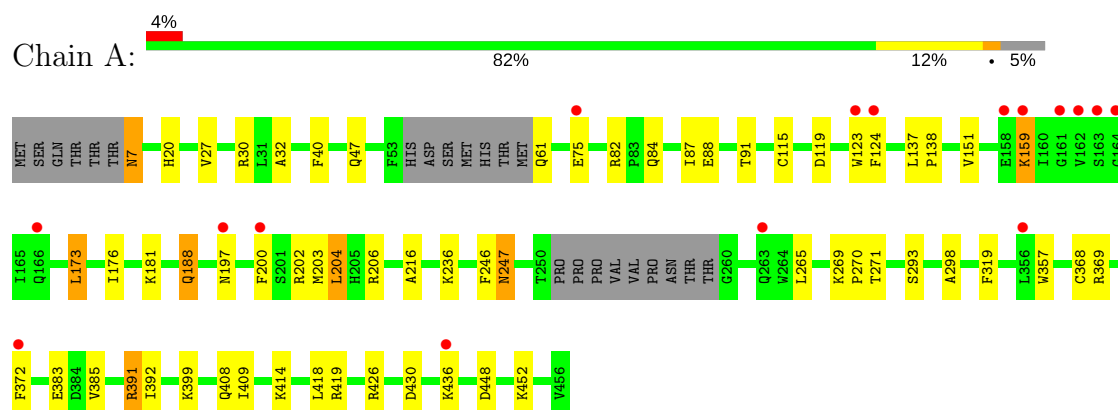 4%
Chain A:
82% 12% • 5%
MET SER GLN THR THR THR N7 H20 V27 R30 L31 A32 F40 Q47 F53 HIS ASP SER MET HIS THR MET Q61 E75 R82 P83 Q84 I87 E88 T91 C115 D119 W123 F124 L137 P138 V151 E158 K159 I160 G161 V162 S163 G164
I165 Q166 L173 I176 K181 Q188 N197 F200 S201 R202 M203 L204 H205 R206 A216 K236 F246 N247 T250 PRO PRO PRO VAL VAL PRO ASN THR THR G260 Q263 W264 L265 K269 P270 T271 S293 A298 F319 L356 W357 C368 R369
F372 E383 D384 V385 R391 I392 K399 Q408 I409 K414 L418 R419 R426 D430 K436 D448 K452 V456